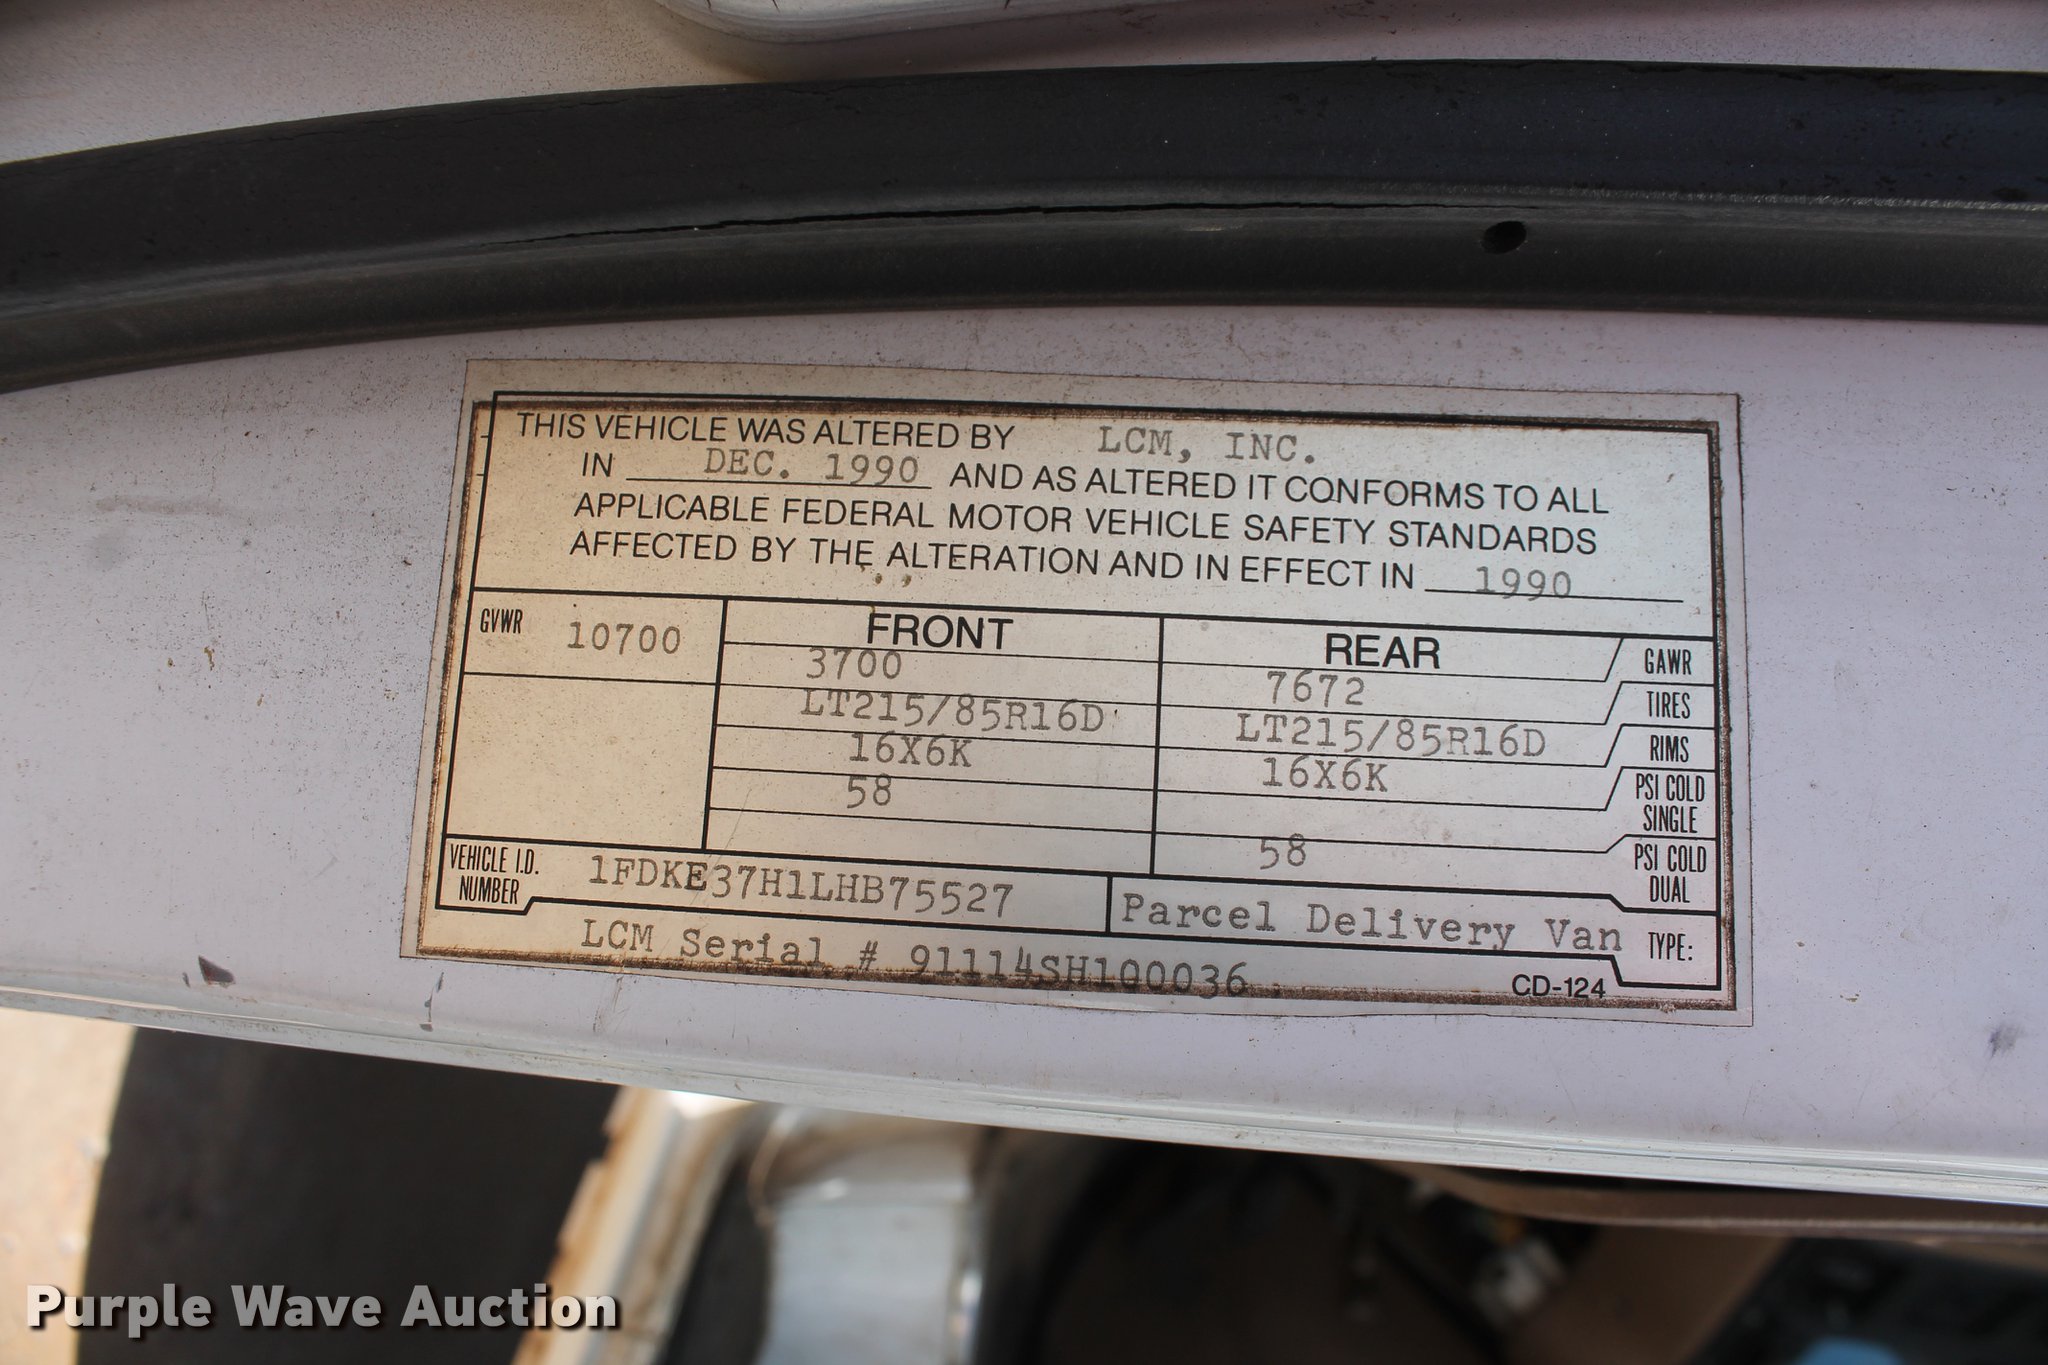 THIS VEHICLE WAS ALTERED BY LCM, INC.
IN DEC. 1990 AND AS ALTERED IT CONFORMS TO ALL
APPLICABLE FEDERAL MOTOR VEHICLE SAFETY STANDARDS
AFFECTED BY THE ALTERATION AND IN EFFECT IN 1990
GVWR 10700 FRONT REAR
3700 7672 GAWR
LT215/85R16D LT215/85R16D TIRES
16X6K 16X6K RIMS
58 PSI COLD SINGLE
58 PSI COLD DUAL
VEHICLE I.D. NUMBER 1FDKE37H1LHB75527 Parcel Delivery Van TYPE:
LCM Serial # 91114SH100036 CD-124
Purple Wave Auction